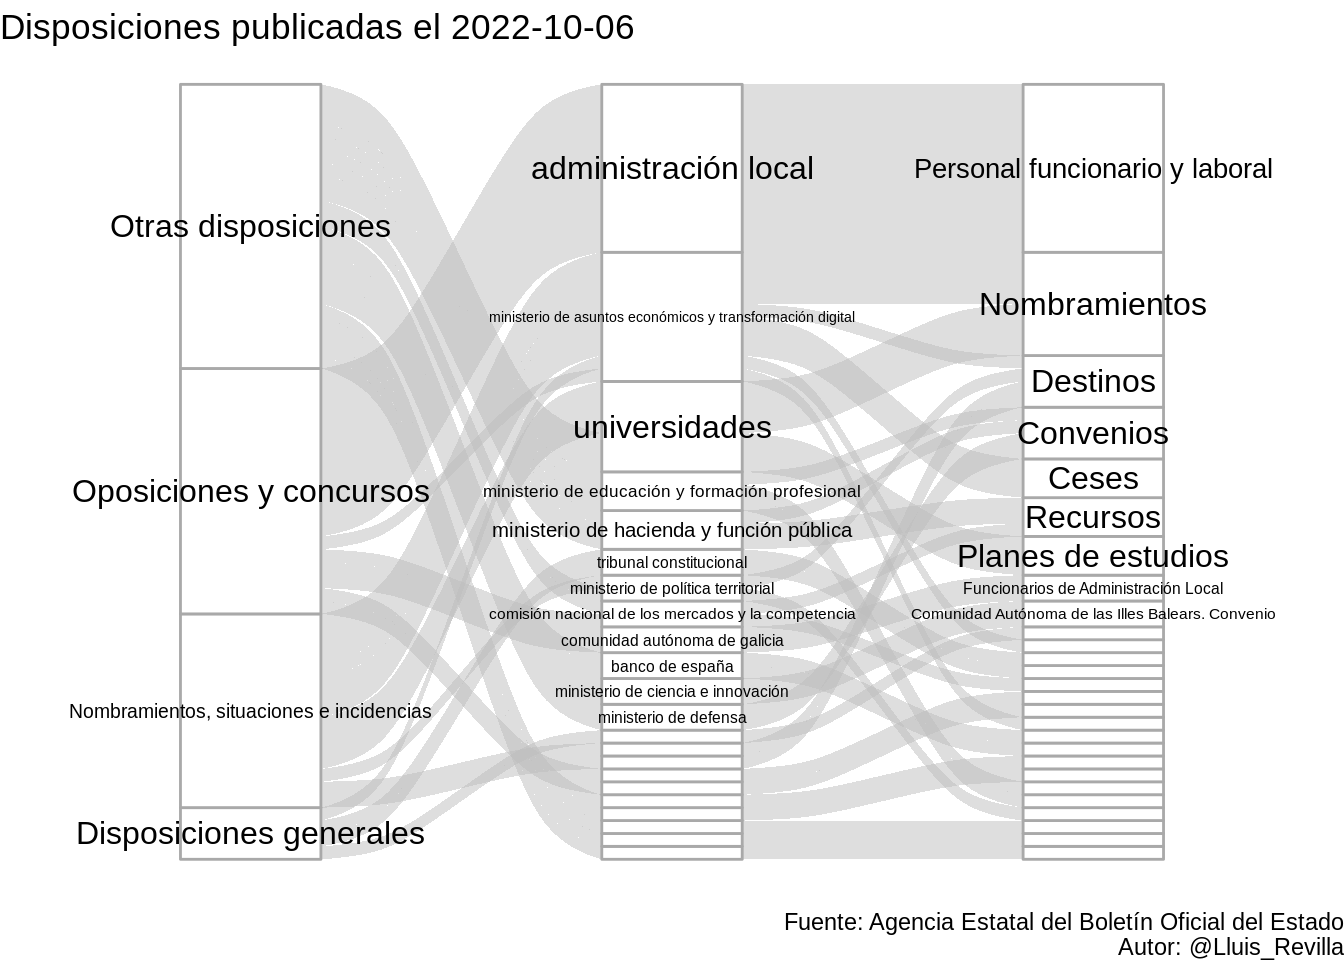 Disposiciones publicadas el 2022-10-06
Otras disposiciones
Oposiciones y concursos
Nombramientos, situaciones e incidencias
Disposiciones generales
administración local
ministerio de asuntos económicos y transformación digital
universidades
ministerio de educación y formación profesional
ministerio de hacienda y función pública
tribunal constitucional
ministerio de política territorial
comisión nacional de los mercados y la competencia
comunidad autónoma de galicia
banco de españa
ministerio de ciencia e innovación
ministerio de defensa
Personal funcionario y laboral
Nombramientos
Destinos
Convenios
Ceses
Recursos
Planes de estudios
Funcionarios de Administración Local
Comunidad Autónoma de las Illes Balears. Convenio
Fuente: Agencia Estatal del Boletín Oficial del Estado
Autor: @Lluis_Revilla